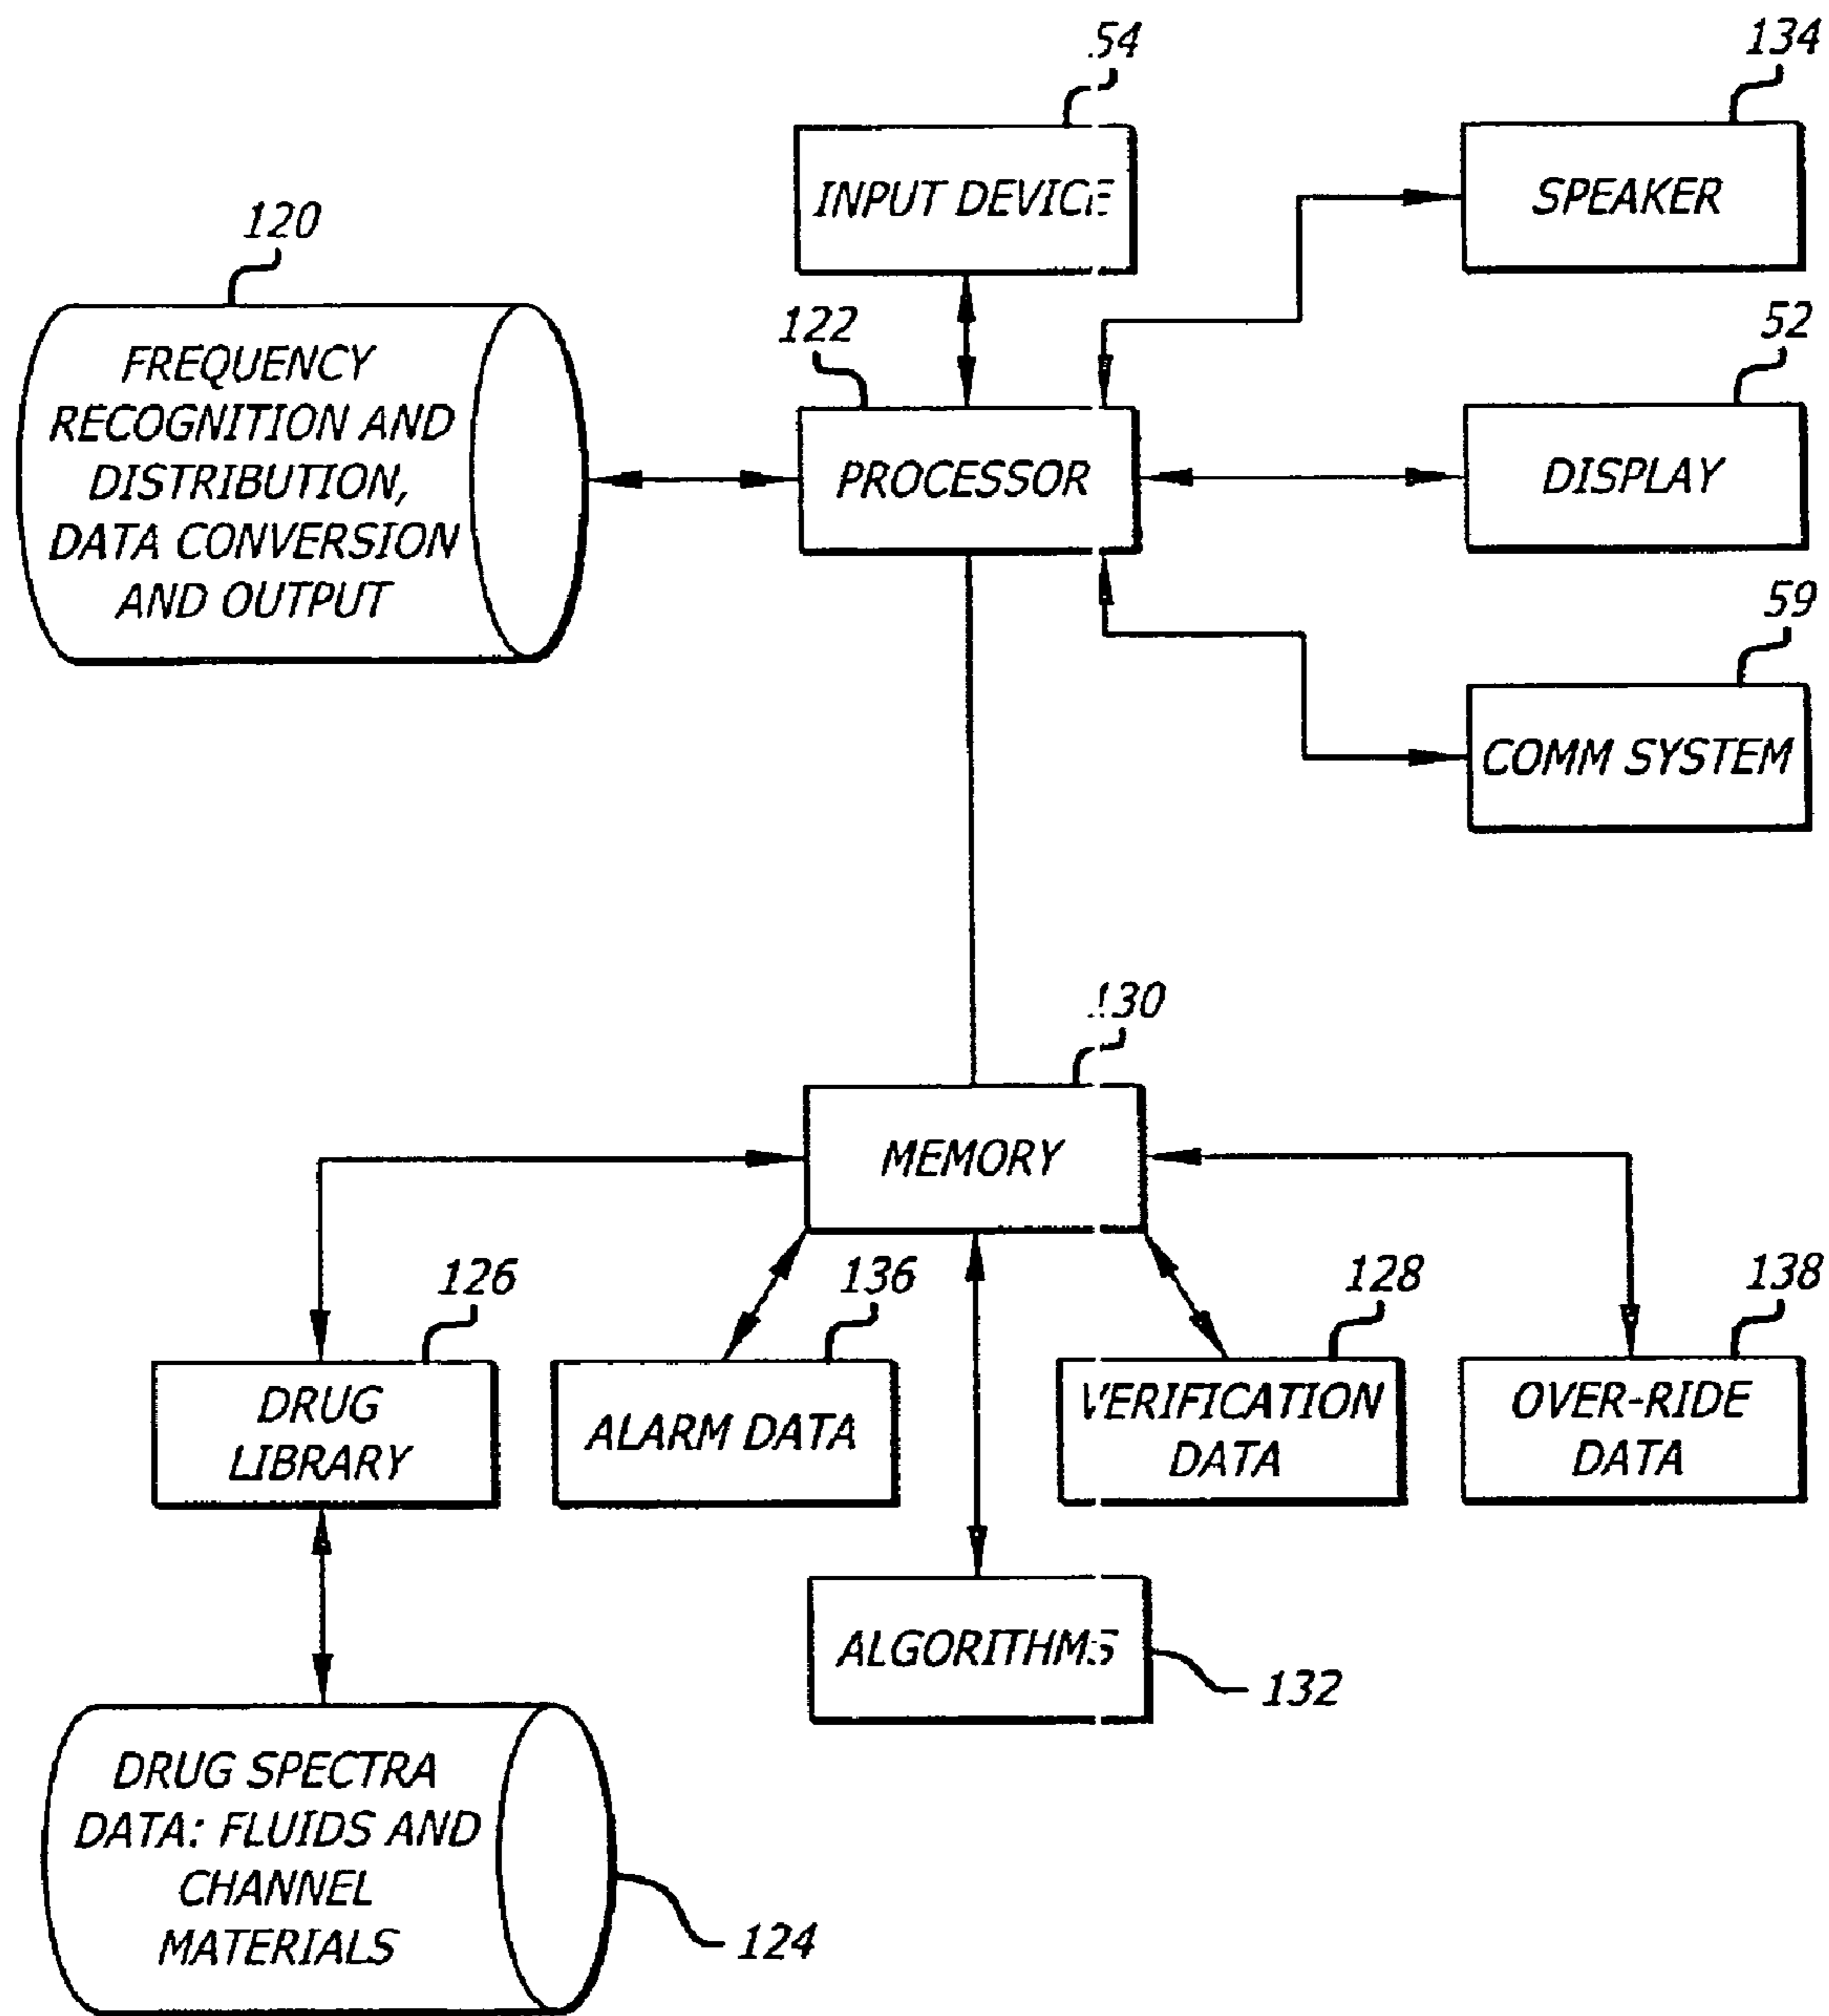 54
134
INPUT DEVICE
SPEAKER
120
122
52
FREQUENCY
RECOGNITION AND
DISTRIBUTION,
DATA CONVERSION
AND OUTPUT
PROCESSOR
DISPLAY
59
COMM SYSTEM
130
MEMORY
126
136
128
138
DRUG
LIBRARY
ALARM DATA
VERIFICATION
DATA
OVER-RIDE
DATA
ALGORITHMS
132
DRUG SPECTRA
DATA: FLUIDS AND
CHANNEL
MATERIALS
124